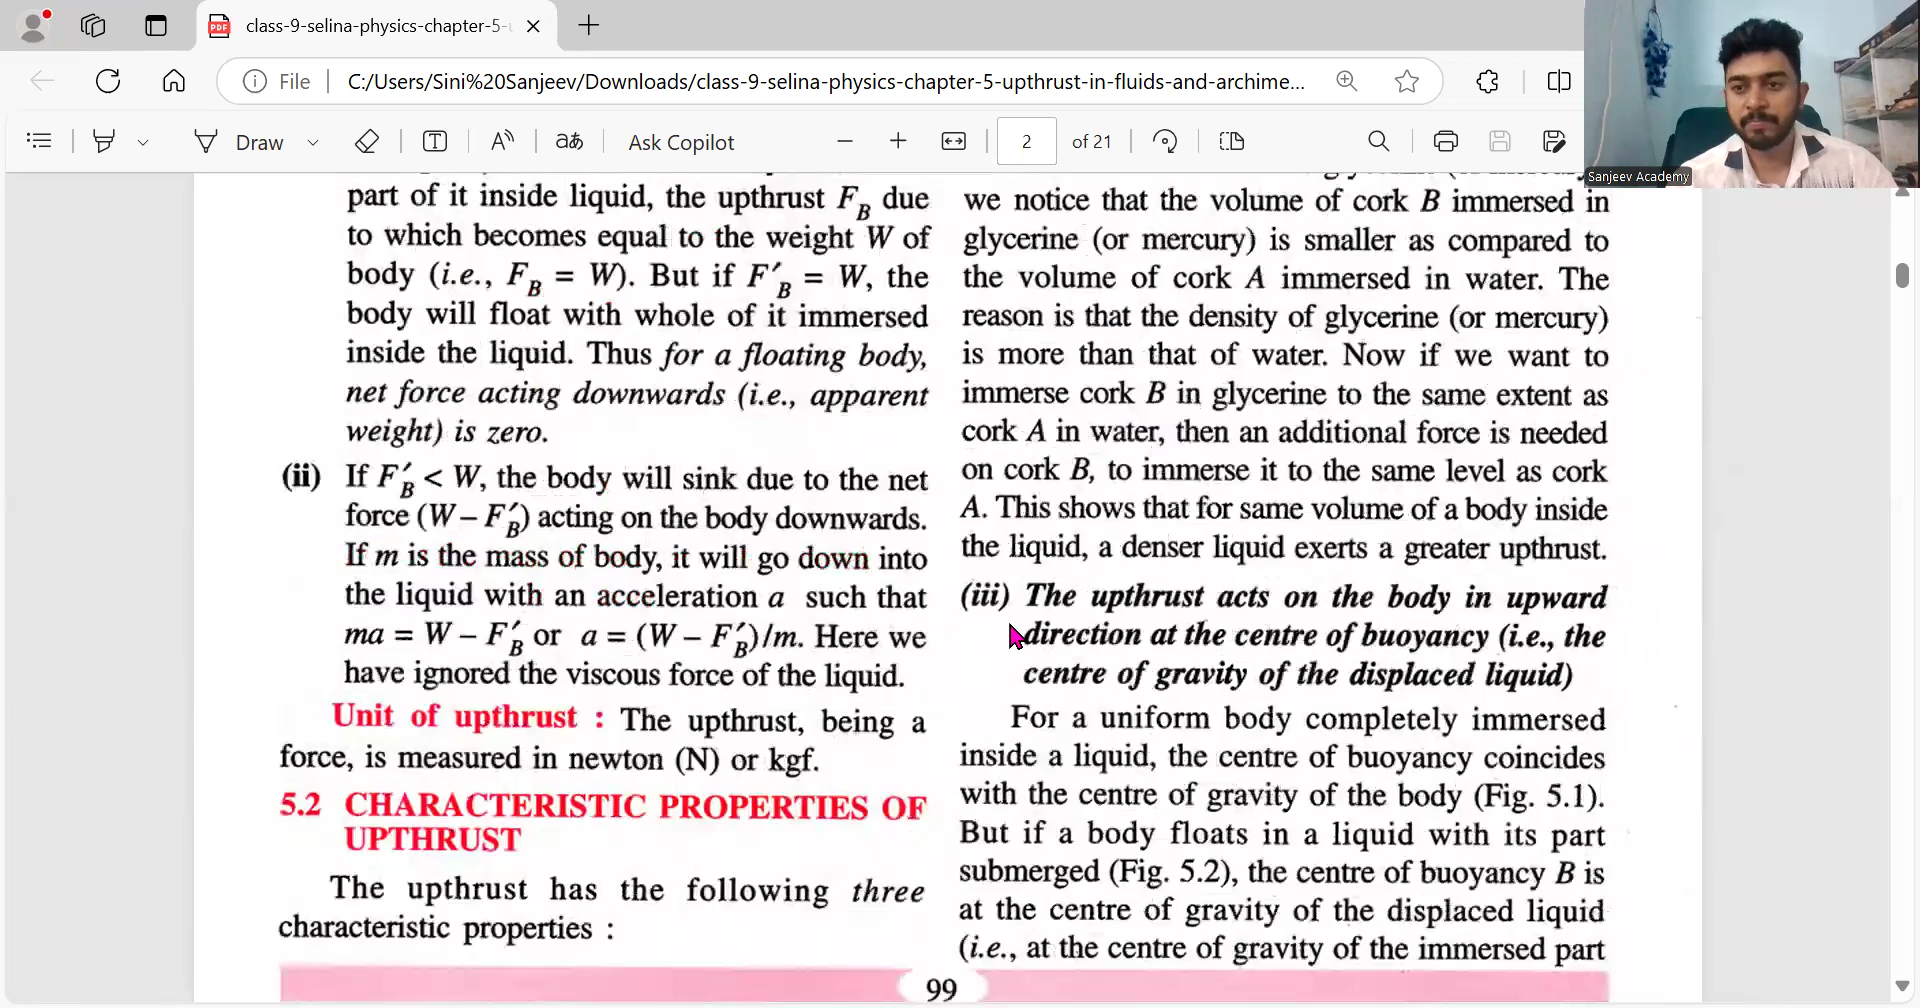 class-9-selina-physics-chapter-5-u
File
C:/Users/Sini%20Sanjeev/Downloads/class-9-selina-physics-chapter-5-upthrust-in-fluids-and-archime...
Draw
Ask Copilot
2
of 21
Sanjeev Academy
part of it inside liquid, the upthrust F_B due
to which becomes equal to the weight W of
body (i.e., F_B = W). But if F′_B = W, the
body will float with whole of it immersed
inside the liquid. Thus for a floating body,
net force acting downwards (i.e., apparent
weight) is zero.
(ii) If F′_B < W, the body will sink due to the net
force (W – F′_B) acting on the body downwards.
If m is the mass of body, it will go down into
the liquid with an acceleration a such that
ma = W – F′_B or a = (W – F′_B)/m. Here we
have ignored the viscous force of the liquid.
Unit of upthrust : The upthrust, being a
force, is measured in newton (N) or kgf.
5.2 CHARACTERISTIC PROPERTIES OF
UPTHRUST
The upthrust has the following three
characteristic properties :
we notice that the volume of cork B immersed in
glycerine (or mercury) is smaller as compared to
the volume of cork A immersed in water. The
reason is that the density of glycerine (or mercury)
is more than that of water. Now if we want to
immerse cork B in glycerine to the same extent as
cork A in water, then an additional force is needed
on cork B, to immerse it to the same level as cork
A. This shows that for same volume of a body inside
the liquid, a denser liquid exerts a greater upthrust.
(iii) The upthrust acts on the body in upward
direction at the centre of buoyancy (i.e., the
centre of gravity of the displaced liquid)
For a uniform body completely immersed
inside a liquid, the centre of buoyancy coincides
with the centre of gravity of the body (Fig. 5.1).
But if a body floats in a liquid with its part
submerged (Fig. 5.2), the centre of buoyancy B is
at the centre of gravity of the displaced liquid
(i.e., at the centre of gravity of the immersed part
99